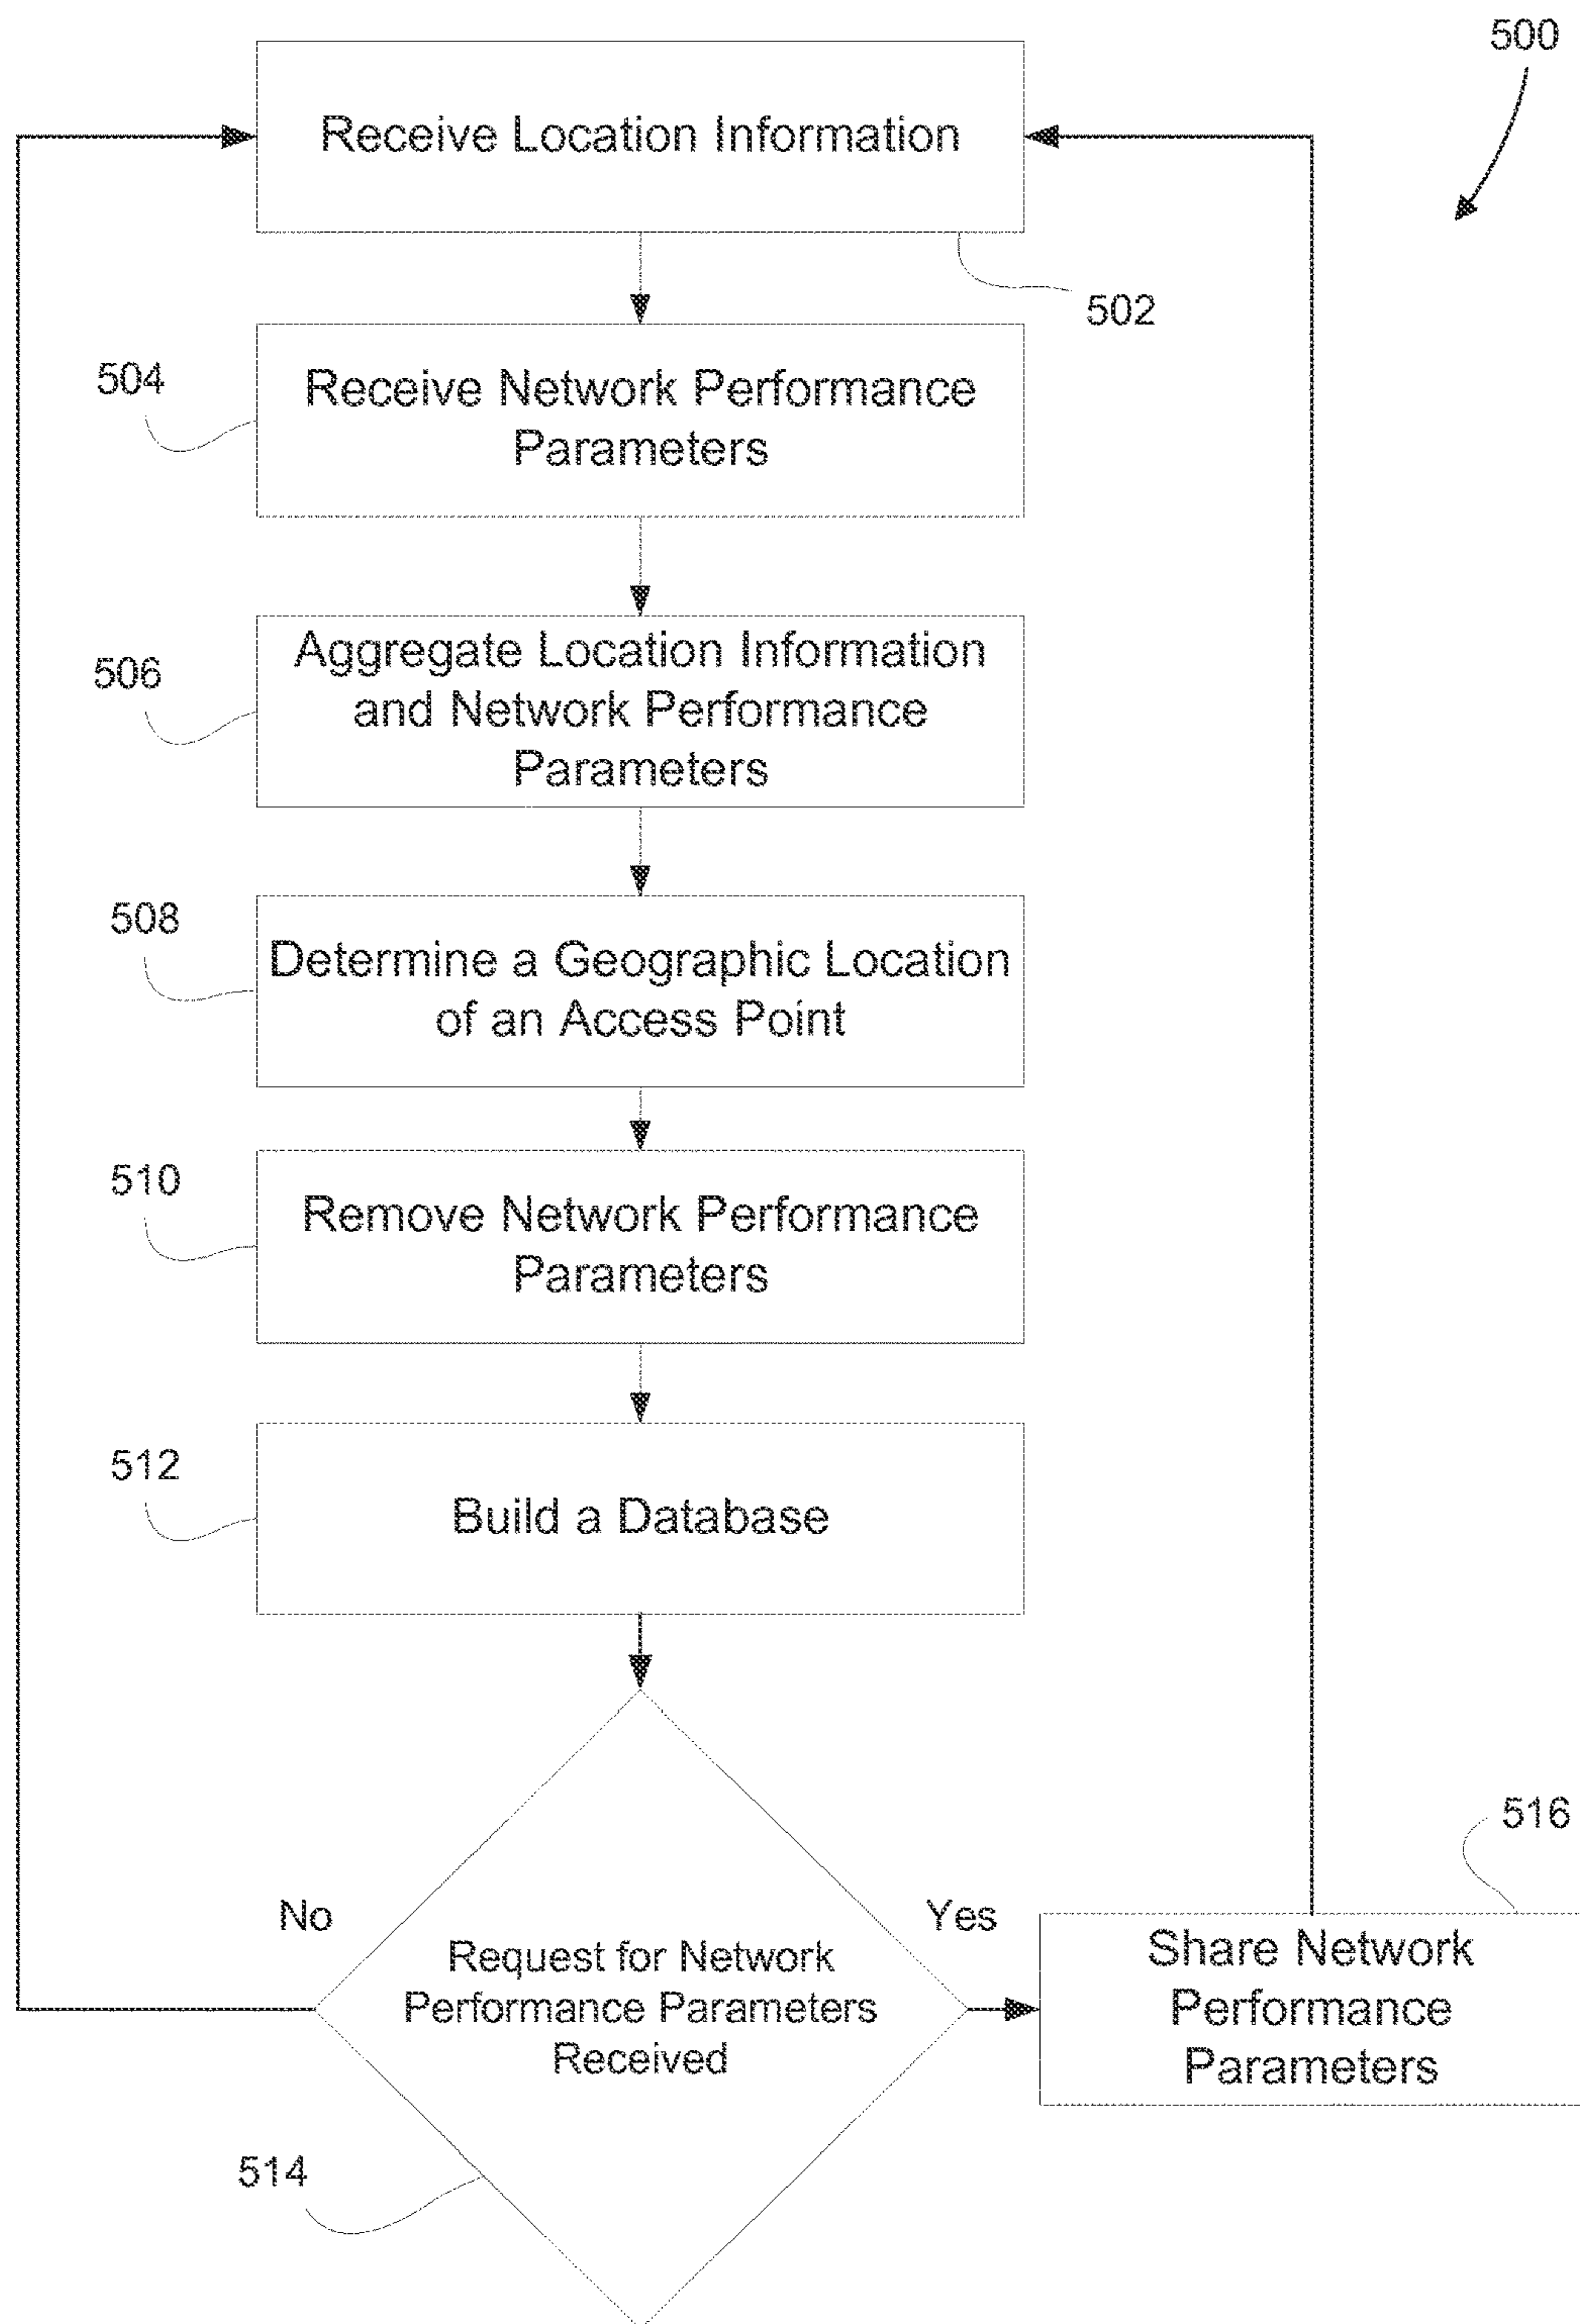 500
Receive Location Information
502
504
Receive Network Performance
Parameters
506
Aggregate Location Information
and Network Performance
Parameters
508
Determine a Geographic Location
of an Access Point
510
Remove Network Performance
Parameters
512
Build a Database
514
Request for Network
Performance Parameters
Received
No
Yes
516
Share Network
Performance
Parameters